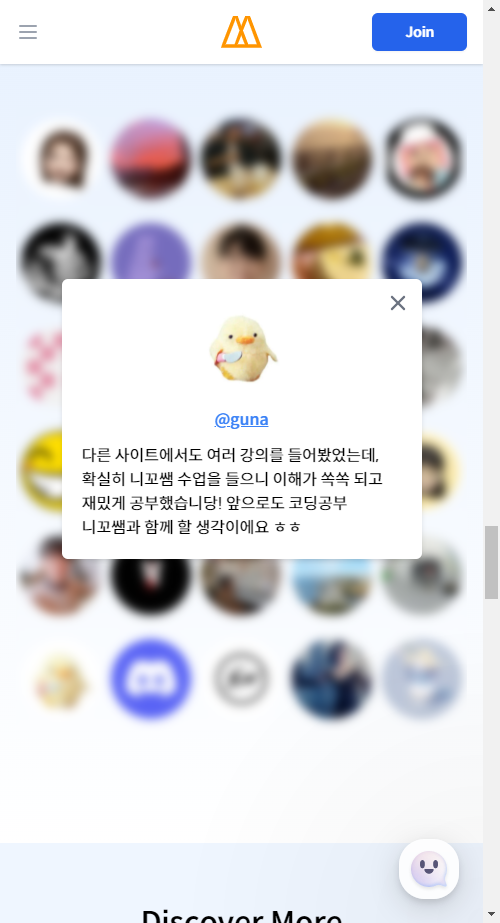 Join
@guna
다른 사이트에서도 여러 강의를 들어봤었는데,
확실히 니꼬쌤 수업을 들으니 이해가 쏙쏙 되고
재밌게 공부했습니당! 앞으로도 코딩공부
니꼬쌤과 함께 할 생각이에요 ㅎㅎ
Discover More